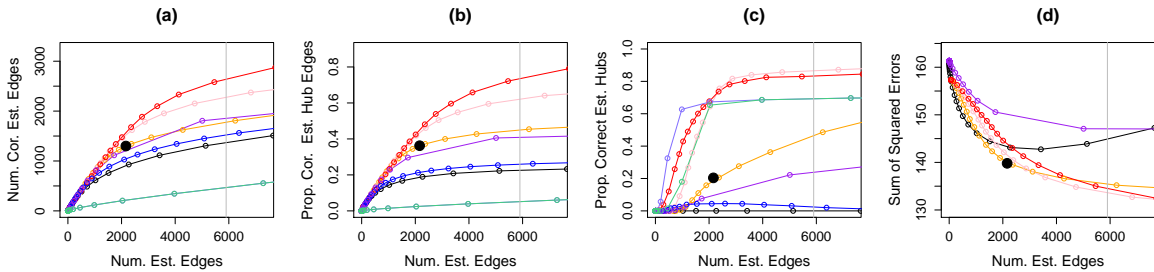 (a)
Num. Cor. Est. Edges
0 1000 2000 3000
0 2000 4000 6000
Num. Est. Edges
(b)
Prop. Cor. Est. Hub Edges
0.0 0.2 0.4 0.6 0.8
0 2000 4000 6000
Num. Est. Edges
(c)
Prop. Correct Est. Hubs
0.0 0.2 0.4 0.6 0.8 1.0
0 2000 4000 6000
Num. Est. Edges
(d)
Sum of Squared Errors
130 140 150 160
0 2000 4000 6000
Num. Est. Edges